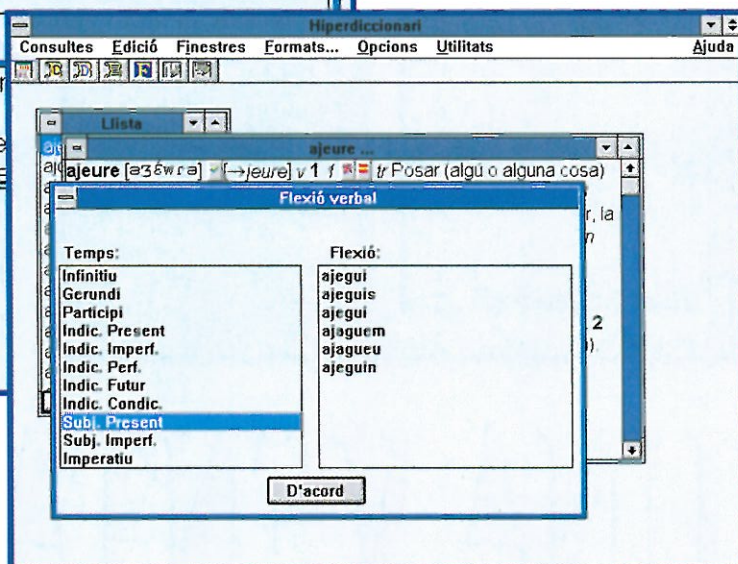 Hiperdiccionari
Consultes Edició Finestres Formats... Opcions Utilitats Ajuda
Llista
ajeure ...
ajeure [əʒɛ́wrə] [→jeure] v 1 f tr Posar (algú o alguna cosa)
r, la
n
2
).
Flexió verbal
Temps: Flexió:
Infinitiu
Gerundi
Participi
Indic. Present
Indic. Imperf.
Indic. Perf.
Indic. Futur
Indic. Condic.
Subj. Present
Subj. Imperf.
Imperatiu
ajegui
ajeguis
ajegui
ajaguem
ajagueu
ajeguin
D'acord